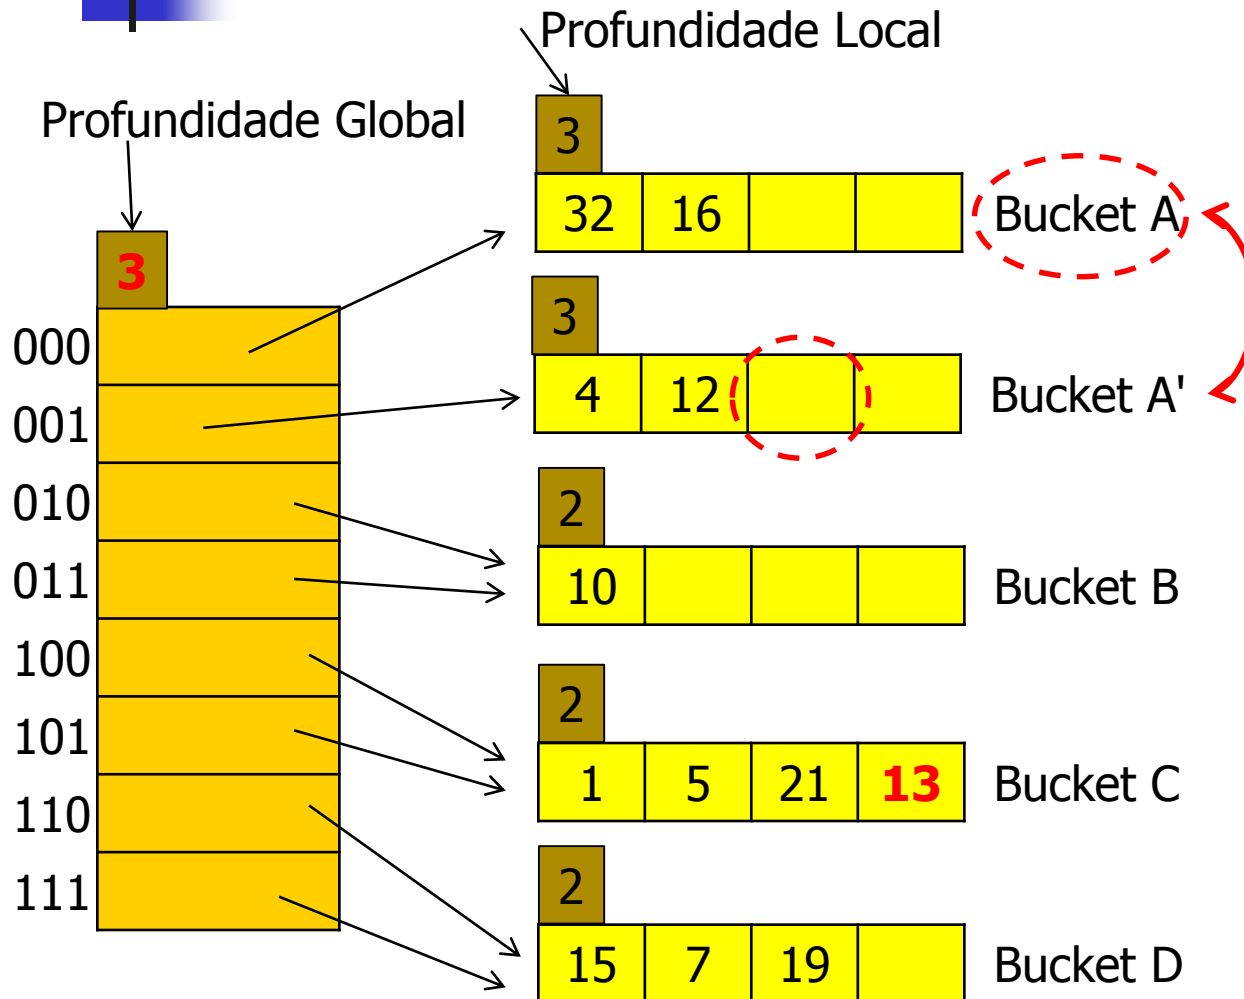 Profundidade Local
Profundidade Global
3
32 16
Bucket A
3
3
4 12
Bucket A'
000
001
010
011
100
101
110
111
2
10
Bucket B
2
1 5 21 13
Bucket C
2
15 7 19
Bucket D